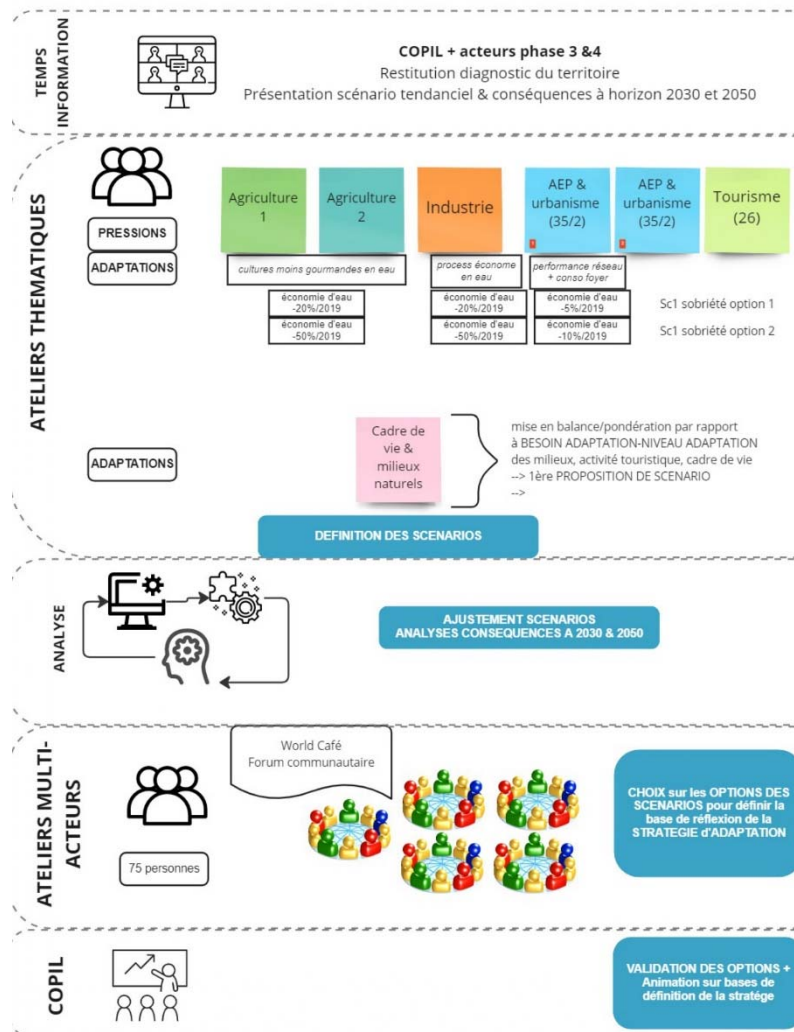 TEMPS
INFORMATION
COPIL + acteurs phase 3 &4
Restitution diagnostic du territoire
Présentation scénario tendanciel & conséquences à horizon 2030 et 2050
ATELIERS THEMATIQUES
PRESSIONS
ADAPTATIONS
Agriculture
1
Agriculture
2
Industrie
AEP &
urbanisme
(35/2)
AEP &
urbanisme
(35/2)
Tourisme
(26)
cultures moins gourmandes en eau
process économe
en eau
performance réseau
+ conso foyer
économie d'eau
-20%/2019
économie d'eau
-20%/2019
économie d'eau
-5%/2019
Sc1 sobriété option 1
économie d'eau
-50%/2019
économie d'eau
-50%/2019
économie d'eau
-10%/2019
Sc1 sobriété option 2
ADAPTATIONS
Cadre de
vie &
milieux
naturels
mise en balance/pondération par rapport
à BESOIN ADAPTATION-NIVEAU ADAPTATION
des milieux, activité touristique, cadre de vie
--> 1ère PROPOSITION DE SCENARIO
-->
DEFINITION DES SCENARIOS
ANALYSE
AJUSTEMENT SCENARIOS
ANALYSES CONSEQUENCES A 2030 & 2050
ATELIERS MULTI-
ACTEURS
75 personnes
World Café
Forum communautaire
CHOIX sur les OPTIONS DES
SCENARIOS pour définir la
base de réflexion de la
STRATEGIE d'ADAPTATION
COPIL
VALIDATION DES OPTIONS +
Animation sur bases de
définition de la stratége